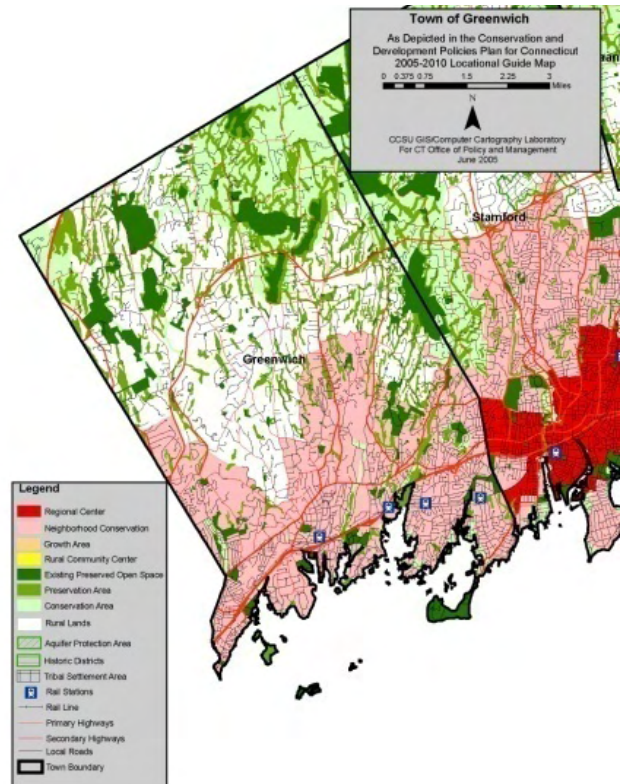 Town of Greenwich
As Depicted in the Conservation and
Development Policies Plan for Connecticut
2005-2010 Locational Guide Map
0 0.375 0.75 1.5 2.25 3
Miles
N
CCSU GIS/Computer Cartography Laboratory
For CT Office of Policy and Management
June 2005
Stamford
Greenwich
Legend
Regional Center
Neighborhood Conservation
Growth Area
Rural Community Center
Existing Preserved Open Space
Preservation Area
Conservation Area
Rural Lands
Aquifer Protection Area
Historic Districts
Tribal Settlement Area
Rail Stations
Rail Line
Primary Highways
Secondary Highways
Local Roads
Town Boundary